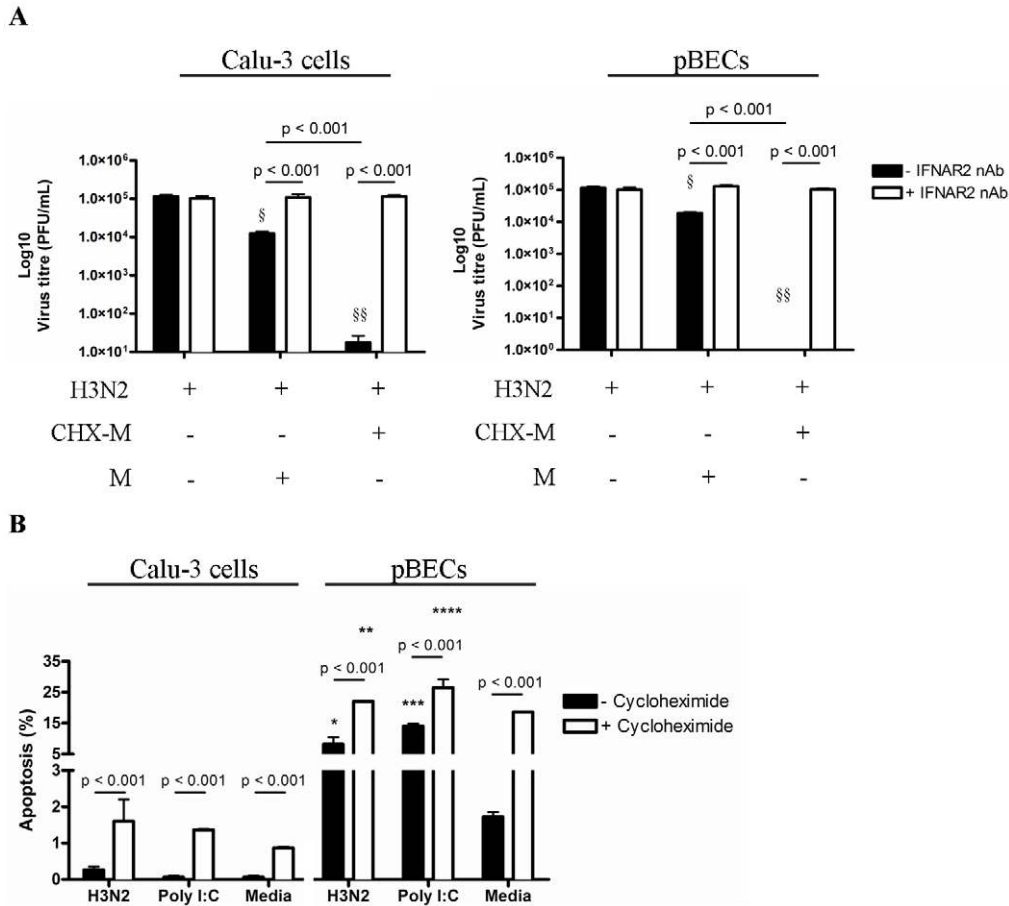 A
Calu-3 cells
pBECs
p < 0.001
p < 0.001
p < 0.001
p < 0.001
p < 0.001
p < 0.001
- IFNAR2 nAb
+ IFNAR2 nAb
Log10
Virus titre (PFU/mL)
1.0×10⁶
1.0×10⁵
1.0×10⁴
1.0×10³
1.0×10²
1.0×10¹
§
§§
Log10
Virus titre (PFU/mL)
1.0×10⁶
1.0×10⁵
1.0×10⁴
1.0×10³
1.0×10²
1.0×10¹
1.0×10⁰
§
§§
H3N2 + + + + + +
CHX-M - - + - - +
M - + - - + -
B
Calu-3 cells
pBECs
Apoptosis (%)
35
25
15
5
3
2
1
0
p < 0.001
p < 0.001
p < 0.001
**
****
p < 0.001
p < 0.001
p < 0.001
*
***
- Cycloheximide
+ Cycloheximide
H3N2 Poly I:C Media H3N2 Poly I:C Media